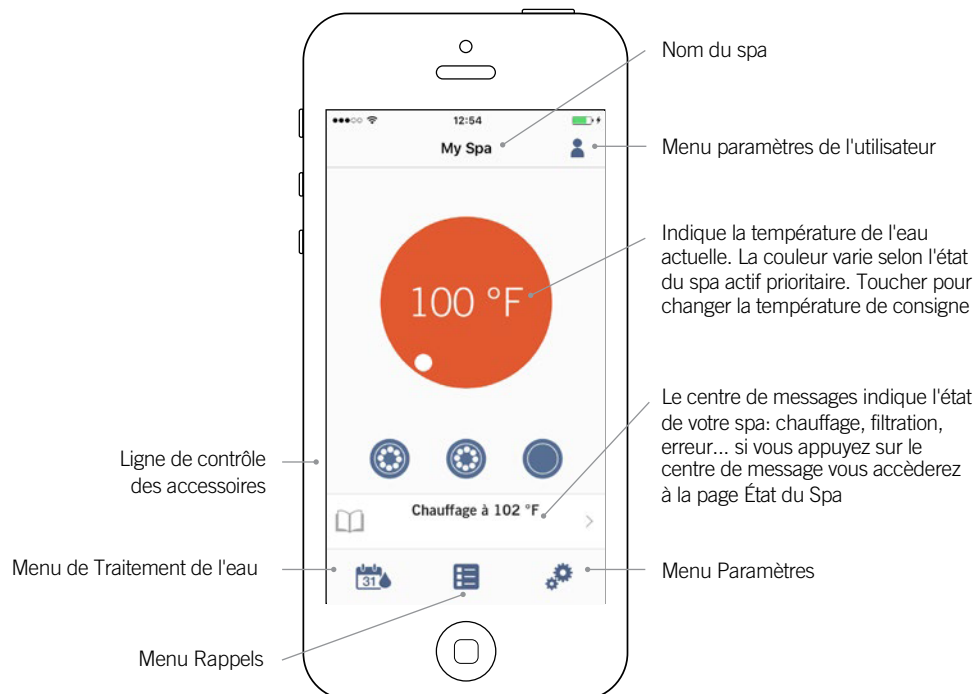 Nom du spa
12:54
My Spa
Menu paramètres de l'utilisateur
Indique la température de l'eau
actuelle. La couleur varie selon l'état
du spa actif prioritaire. Toucher pour
changer la température de consigne
100 °F
Le centre de messages indique l'état
de votre spa: chauffage, filtration,
erreur... si vous appuyez sur le
centre de message vous accèderez
à la page État du Spa
Ligne de contrôle
des accessoires
Chauffage à 102 °F
Menu de Traitement de l'eau
31
Menu Paramètres
Menu Rappels